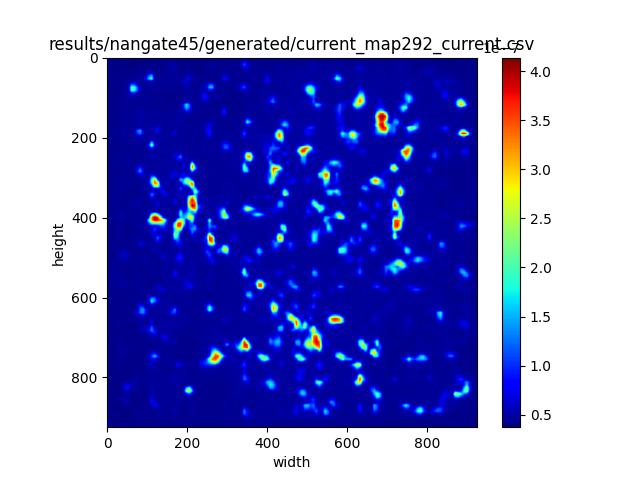 results/nangate45/generated/current_map292_current.csv
1e−7
0
200
400
600
800
height
0 200 400 600 800
width
4.0
3.5
3.0
2.5
2.0
1.5
1.0
0.5